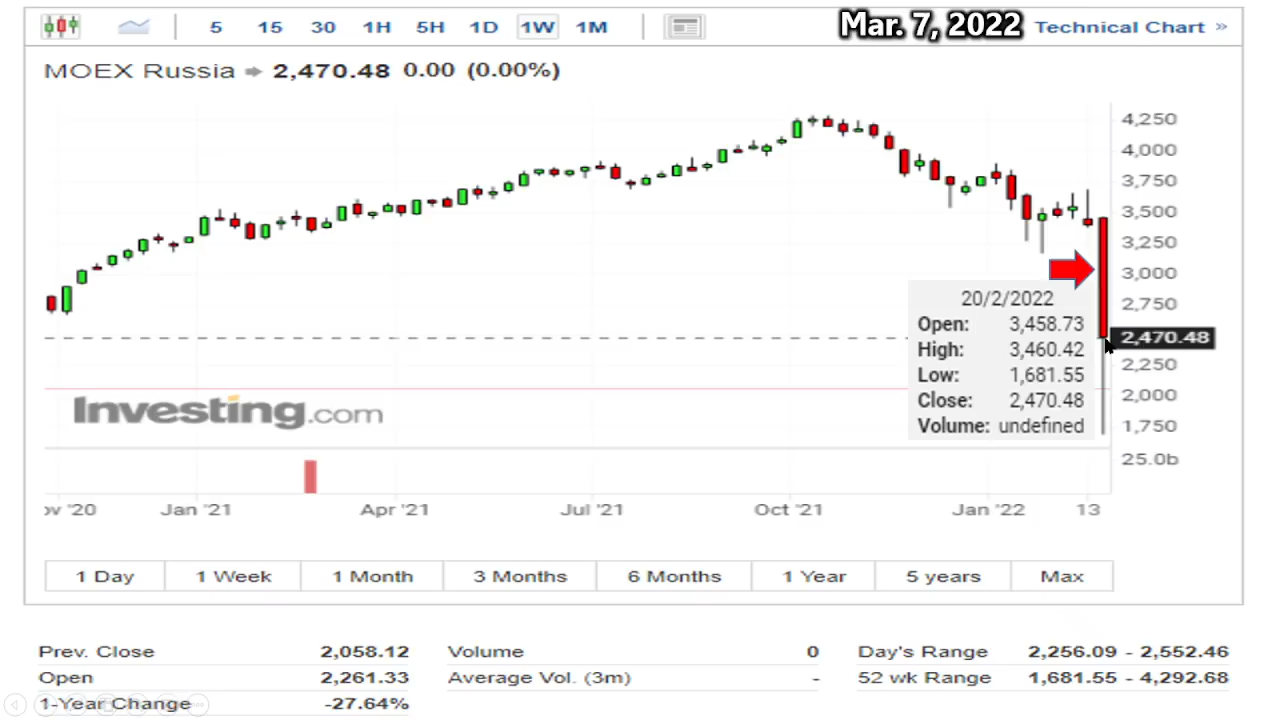 5 15 30 1H 5H 1D 1W 1M Mar. 7, 2022 Technical Chart »
MOEX Russia 2,470.48 0.00 (0.00%)
4,250
4,000
3,750
3,500
3,250
3,000
2,750
2,470.48
2,250
2,000
1,750
25.0b
20/2/2022
Open: 3,458.73
High: 3,460.42
Low: 1,681.55
Close: 2,470.48
Volume: undefined
Investing.com
ov '20 Jan '21 Apr '21 Jul '21 Oct '21 Jan '22 13
1 Day 1 Week 1 Month 3 Months 6 Months 1 Year 5 years Max
Prev. Close 2,058.12 Volume 0 Day's Range 2,256.09 - 2,552.46
Open 2,261.33 Average Vol. (3m) - 52 wk Range 1,681.55 - 4,292.68
1-Year Change -27.64%